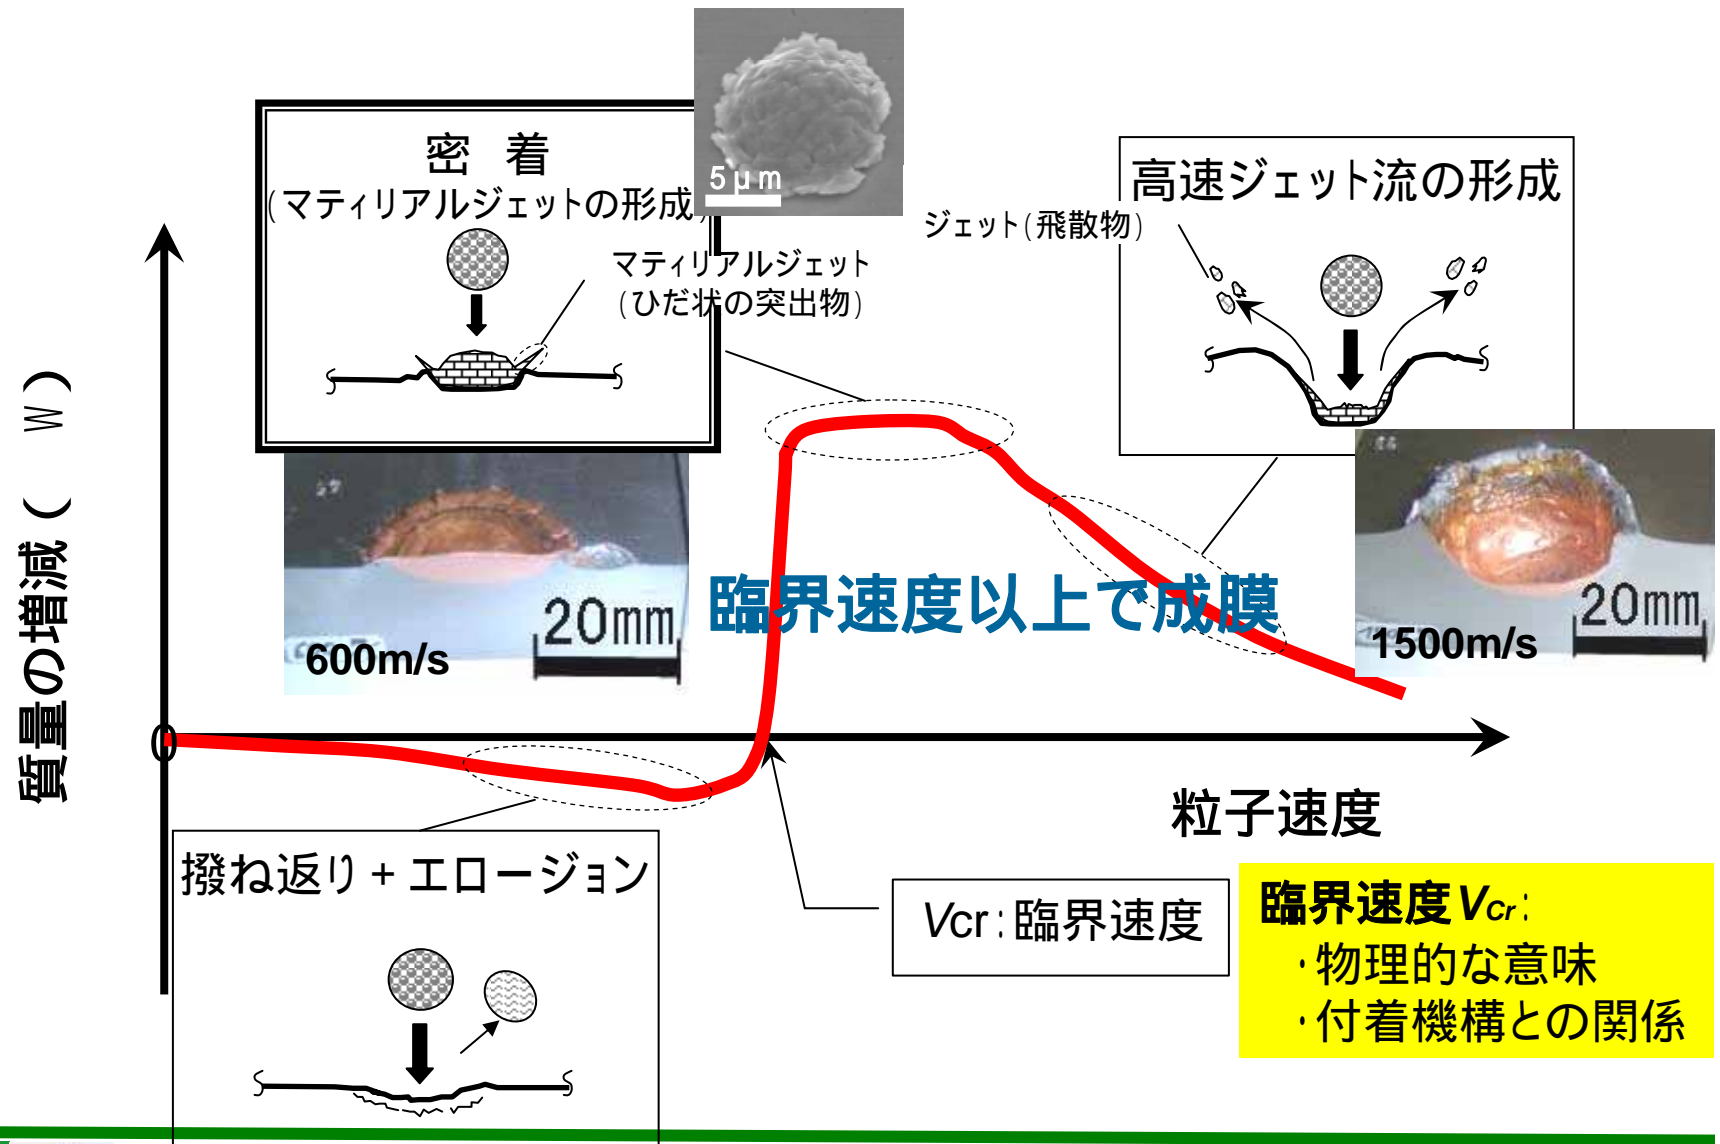 密 着
(マティリアルジェットの形成)
5μm
マティリアルジェット
(ひだ状の突出物)
高速ジェット流の形成
ジェット(飛散物)
質量の増減( W)
20mm
600m/s
臨界速度以上で成膜
20mm
1500m/s
0
粒子速度
撥ね返り+エロージョン
Vcr:臨界速度
臨界速度VCr:
・物理的な意味
・付着機構との関係